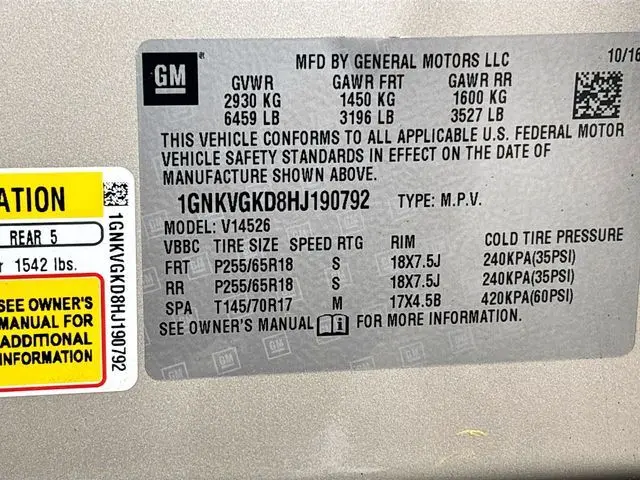 GM
MFD BY GENERAL MOTORS LLC 10/16
GVWR GAWR FRT GAWR RR
2930 KG 1450 KG 1600 KG
6459 LB 3196 LB 3527 LB
THIS VEHICLE CONFORMS TO ALL APPLICABLE U.S. FEDERAL MOTOR
VEHICLE SAFETY STANDARDS IN EFFECT ON THE DATE OF
MANUFACTURE SHOWN ABOVE.
1GNKVGKD8HJ190792 TYPE: M.P.V.
MODEL: V14526
VBBC TIRE SIZE SPEED RTG RIM COLD TIRE PRESSURE
FRT P255/65R18 S 18X7.5J 240KPA(35PSI)
RR P255/65R18 S 18X7.5J 240KPA(35PSI)
SPA T145/70R17 M 17X4.5B 420KPA(60PSI)
SEE OWNER'S MANUAL FOR MORE INFORMATION.
ATION
REAR 5
r 1542 lbs.
SEE OWNER'S
MANUAL FOR
ADDITIONAL
INFORMATION
1GNKVGKD8HJ190792